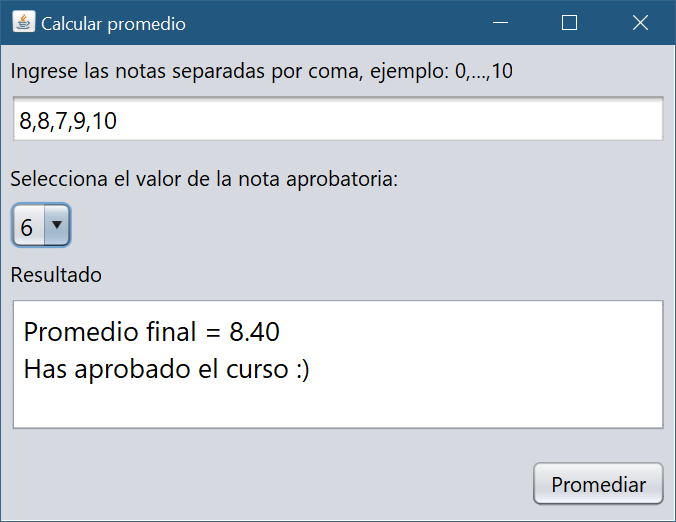 Calcular promedio
Ingrese las notas separadas por coma, ejemplo: 0,...,10
8,8,7,9,10
Selecciona el valor de la nota aprobatoria:
6
Resultado
Promedio final = 8.40
Has aprobado el curso :)
Promediar